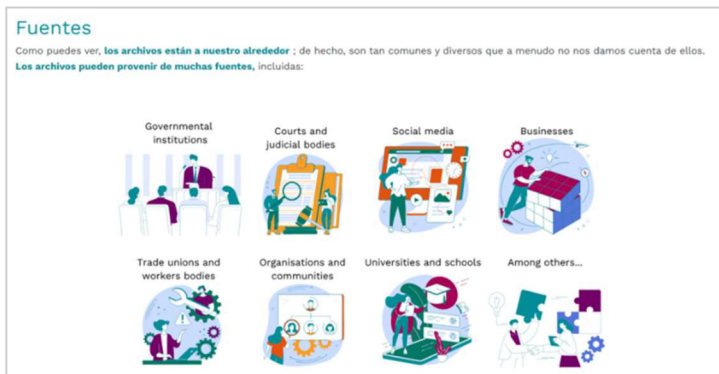 Fuentes
Como puedes ver, los archivos están a nuestro alrededor ; de hecho, son tan comunes y diversos que a menudo no nos damos cuenta de ellos.
Los archivos pueden provenir de muchas fuentes, incluidas:
Governmental
institutions
Courts and
judicial bodies
Social media
Businesses
Trade unions and
workers bodies
Organisations and
communities
Universities and schools
Among others...